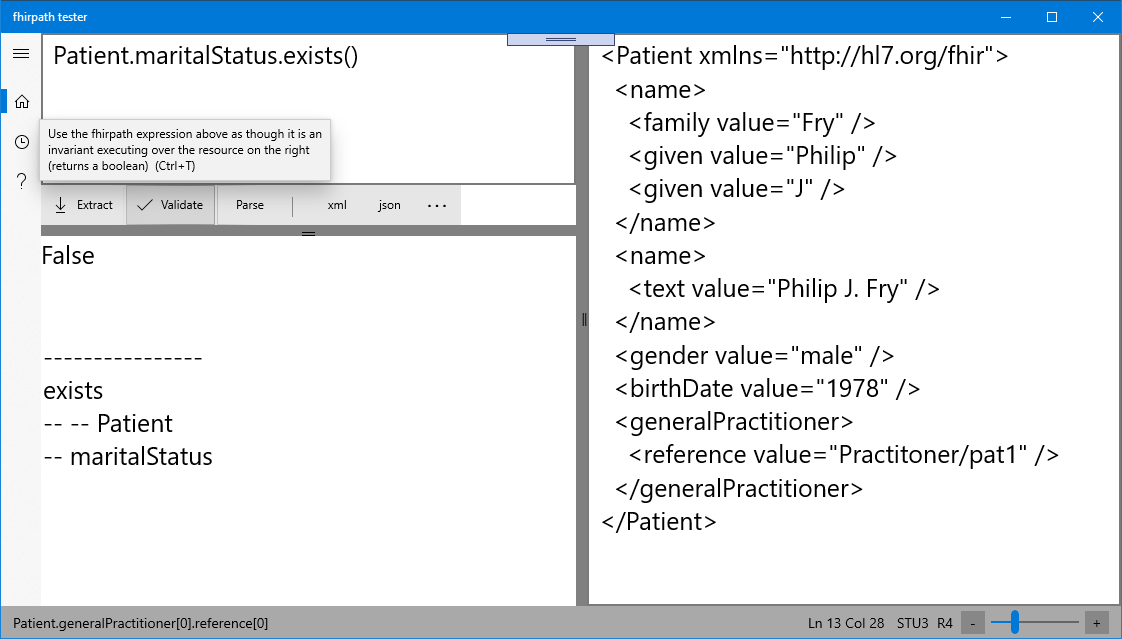 fhirpath tester
Patient.maritalStatus.exists()
Use the fhirpath expression above as though it is an
invariant executing over the resource on the right
(returns a boolean)  (Ctrl+T)
Extract Validate Parse xml json ···
False
----------------
exists
-- -- Patient
-- maritalStatus
<Patient xmlns="http://hl7.org/fhir">
<name>
<family value="Fry" />
<given value="Philip" />
<given value="J" />
</name>
<name>
<text value="Philip J. Fry" />
</name>
<gender value="male" />
<birthDate value="1978" />
<generalPractitioner>
<reference value="Practitoner/pat1" />
</generalPractitioner>
</Patient>
Patient.generalPractitioner[0].reference[0] Ln 13 Col 28 STU3 R4 - +